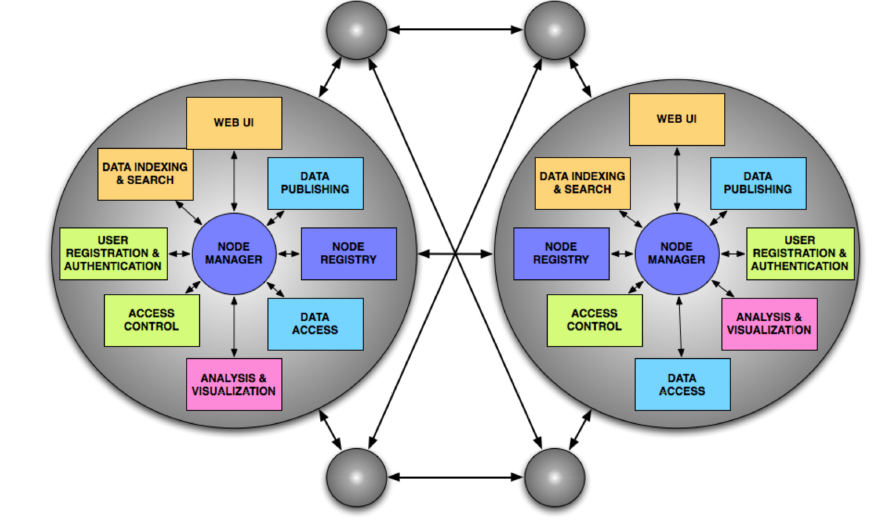 WEB UI
DATA INDEXING
& SEARCH
DATA
PUBLISHING
USER
REGISTRATION &
AUTHENTICATION
NODE
MANAGER
NODE
REGISTRY
ACCESS
CONTROL
DATA
ACCESS
ANALYSIS &
VISUALIZATION
WEB UI
DATA INDEXING
& SEARCH
DATA
PUBLISHING
NODE
REGISTRY
NODE
MANAGER
USER
REGISTRATION &
AUTHENTICATION
ACCESS
CONTROL
ANALYSIS &
VISUALIZATION
DATA
ACCESS